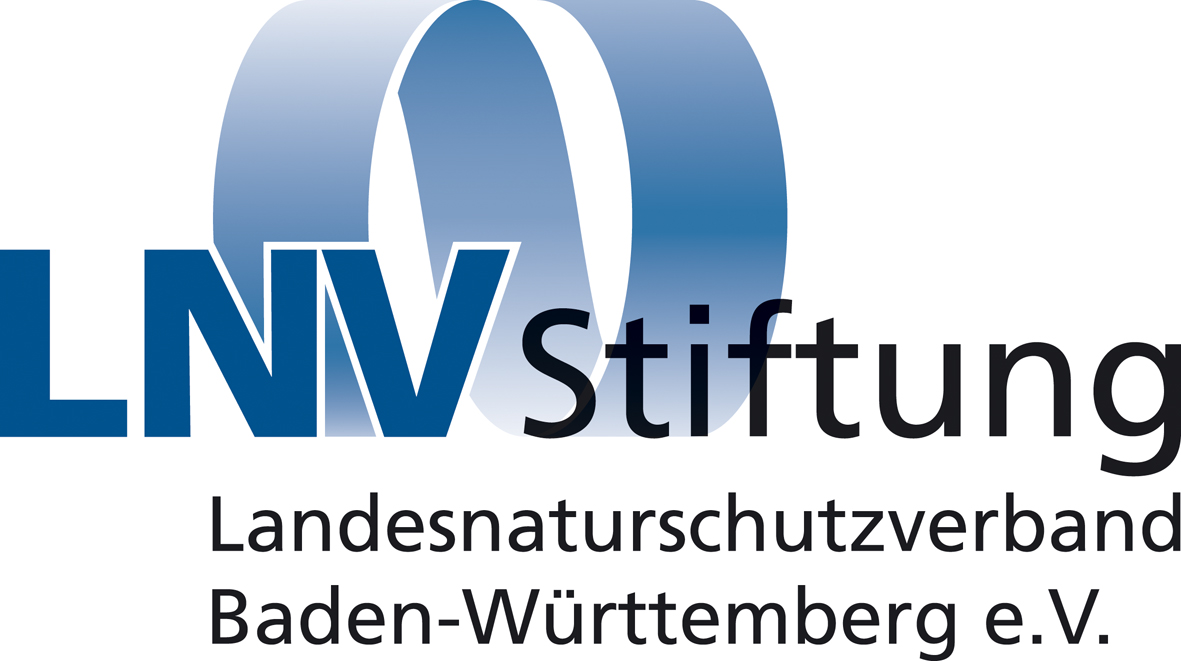 LNV Stiftung
Landesnaturschutzverband
Baden-Württemberg e.V.